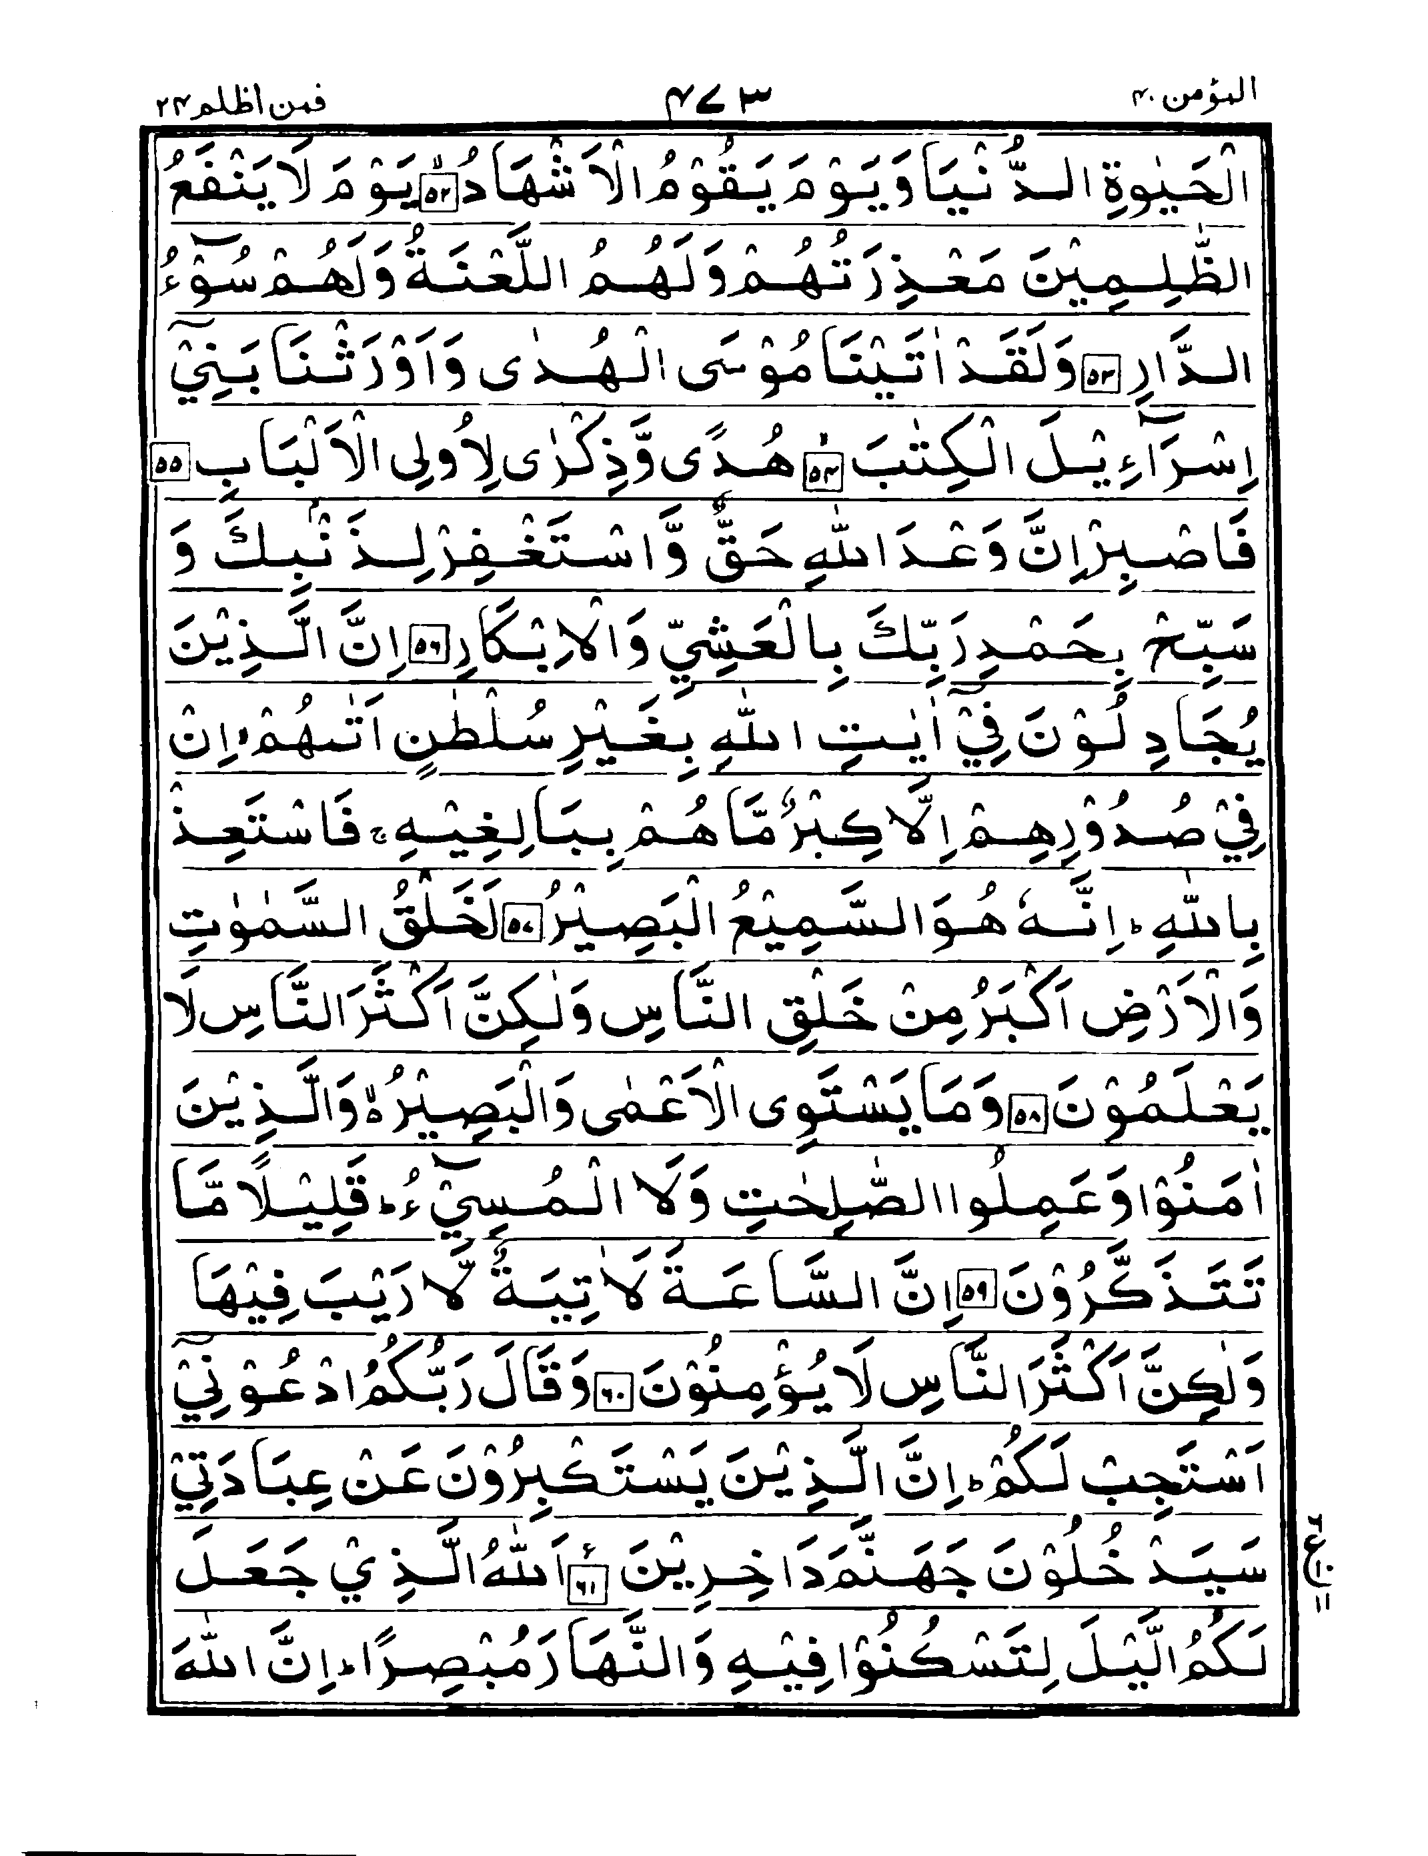 المؤمن ۴۰
۴۷۳
فمن اظلم ۲۴
الْحَيٰوةِ الدُّنْيَا وَيَوْمَ يَقُوْمُ الْاَشْهَادُ ۙ۵۲ يَوْمَ لَا يَنْفَعُ
الظّٰلِمِيْنَ مَعْذِرَتُهُمْ وَلَهُمُ اللَّعْنَةُ وَلَهُمْ سُوْٓءُ
الدَّارِ ۵۳ وَلَقَدْ اٰتَيْنَا مُوْسَى الْهُدٰى وَاَوْرَثْنَا بَنِيْٓ
اِسْرَآءِيْلَ الْكِتٰبَ ۙ۵۴ هُدًى وَّذِكْرٰى لِاُولِى الْاَلْبَابِ ۵۵
فَاصْبِرْ اِنَّ وَعْدَ اللّٰهِ حَقٌّ وَّاسْتَغْفِرْ لِذَنْۢبِكَ وَ
سَبِّحْ بِحَمْدِ رَبِّكَ بِالْعَشِيِّ وَالْاِبْكَارِ ۵۶ اِنَّ الَّذِيْنَ
يُجَادِلُوْنَ فِيْٓ اٰيٰتِ اللّٰهِ بِغَيْرِ سُلْطٰنٍ اَتٰىهُمْ ۙ اِنْ
فِيْ صُدُوْرِهِمْ اِلَّا كِبْرٌ مَّا هُمْ بِبَالِغِيْهِ ۚ فَاسْتَعِذْ
بِاللّٰهِ ؕ اِنَّهٗ هُوَ السَّمِيْعُ الْبَصِيْرُ ۵۷ لَخَلْقُ السَّمٰوٰتِ
وَالْاَرْضِ اَكْبَرُ مِنْ خَلْقِ النَّاسِ وَلٰكِنَّ اَكْثَرَ النَّاسِ لَا
يَعْلَمُوْنَ ۵۸ وَمَا يَسْتَوِى الْاَعْمٰى وَالْبَصِيْرُ ۙ۬ وَالَّذِيْنَ
اٰمَنُوْا وَعَمِلُوا الصّٰلِحٰتِ وَلَا الْمُسِيْٓءُ ؕ قَلِيْلًا مَّا
تَتَذَكَّرُوْنَ ۵۹ اِنَّ السَّاعَةَ لَاٰتِيَةٌ لَّا رَيْبَ فِيْهَا
وَلٰكِنَّ اَكْثَرَ النَّاسِ لَا يُؤْمِنُوْنَ ۶۰ وَقَالَ رَبُّكُمُ ادْعُوْنِيْٓ
اَسْتَجِبْ لَكُمْ ؕ اِنَّ الَّذِيْنَ يَسْتَكْبِرُوْنَ عَنْ عِبَادَتِيْ
سَيَدْخُلُوْنَ جَهَنَّمَ دَاخِرِيْنَ ۶۱ۧ اَللّٰهُ الَّذِيْ جَعَلَ
لَكُمُ الَّيْلَ لِتَسْكُنُوْا فِيْهِ وَالنَّهَارَ مُبْصِرًا ؕ اِنَّ اللّٰهَ